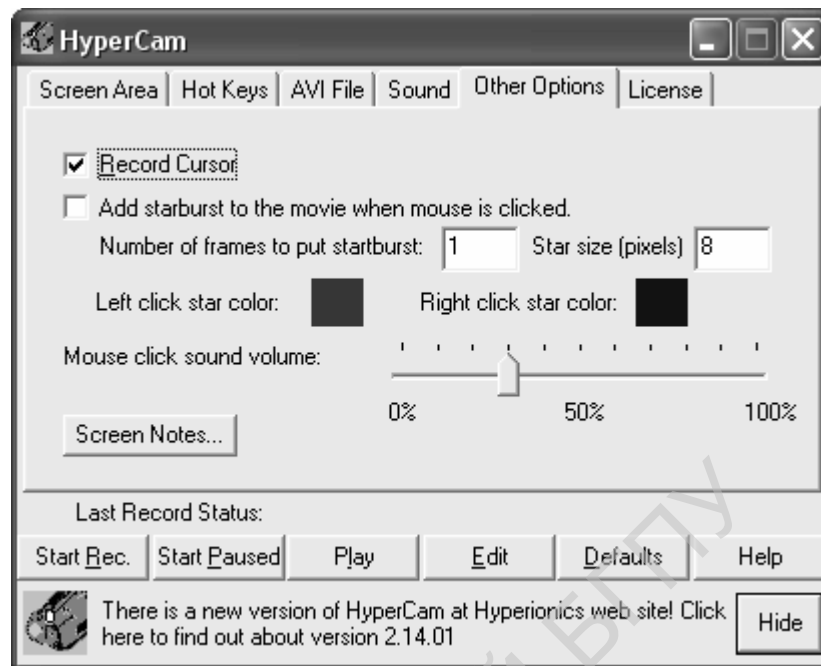 HyperCam
Screen Area Hot Keys AVI File Sound Other Options License
Record Cursor
Add starburst to the movie when mouse is clicked.
Number of frames to put startburst: 1 Star size (pixels) 8
Left click star color: Right click star color:
Mouse click sound volume:
0% 50% 100%
Screen Notes...
Last Record Status:
Start Rec. Start Paused Play Edit Defaults Help
There is a new version of HyperCam at Hyperionics web site! Click
here to find out about version 2.14.01
Hide
БГПУ